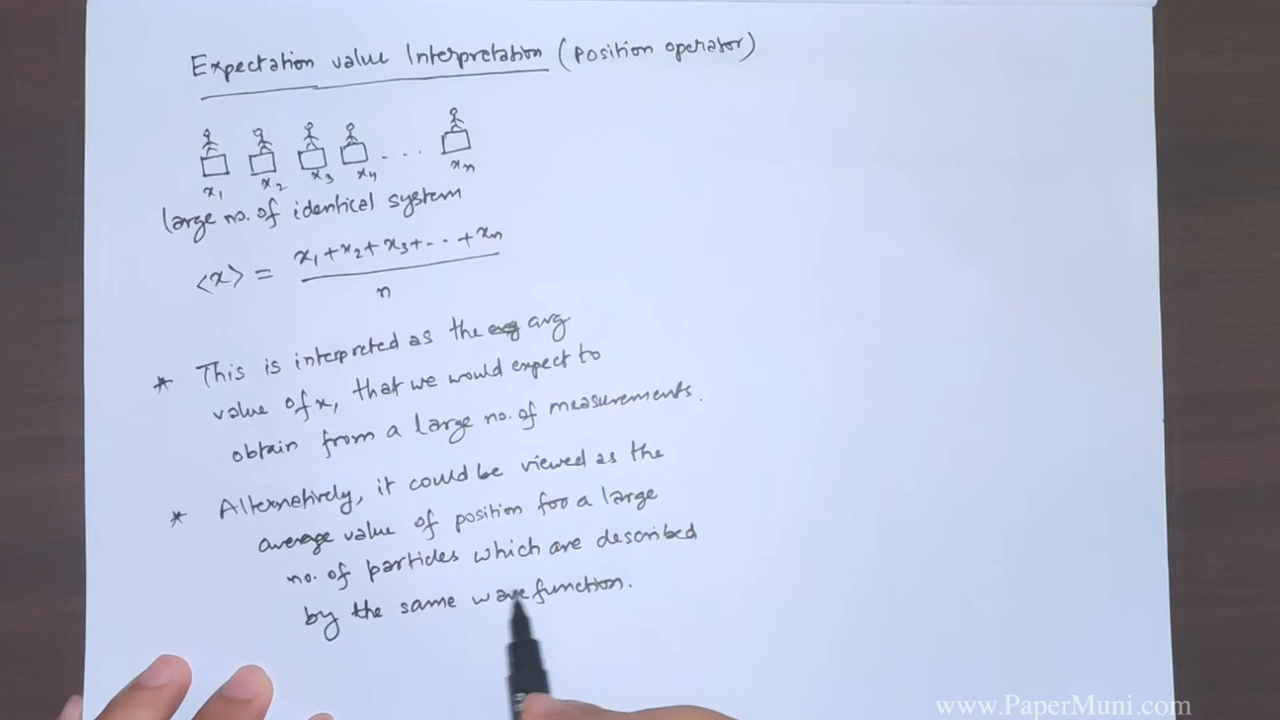 Expectation value Interpretation (Position operator)
x₁ x₂ x₃ x₄ . . . xₙ
large no. of identical system
⟨x⟩ = x₁+x₂+x₃+...+xₙ
n
* This is interpreted as the avg.
value of x, that we would expect to
obtain from a large no. of measurements.
* Alternatively, it could be viewed as the
average value of position for a large
no. of particles which are described
by the same wavefunction.
www.PaperMuni.com